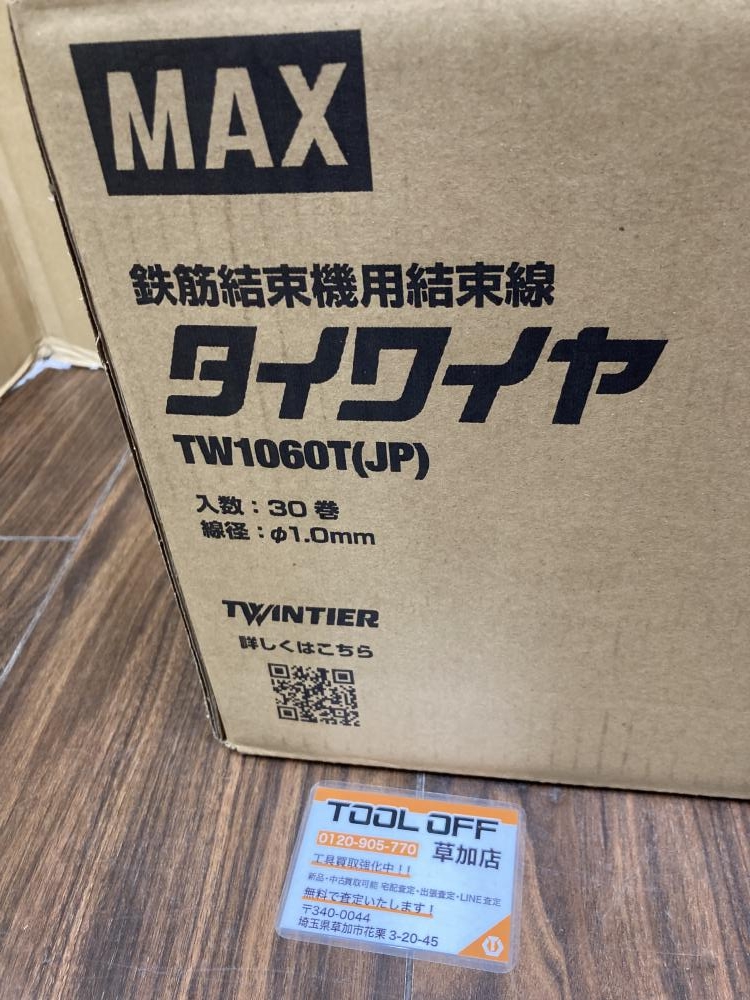 MAX
鉄筋結束機用結束線
タイワイヤ
TW1060T(JP)
入数：30 巻
線径：φ1.0mm
TWINTIER
詳しくはこちら
TOOL OFF
0120-905-770 草加店
工具買取強化中！！
新品・中古買取可能 宅配査定・出張査定・LINE査定
無料で査定いたします！
〒340-0044
埼玉県草加市花栗 3-20-45